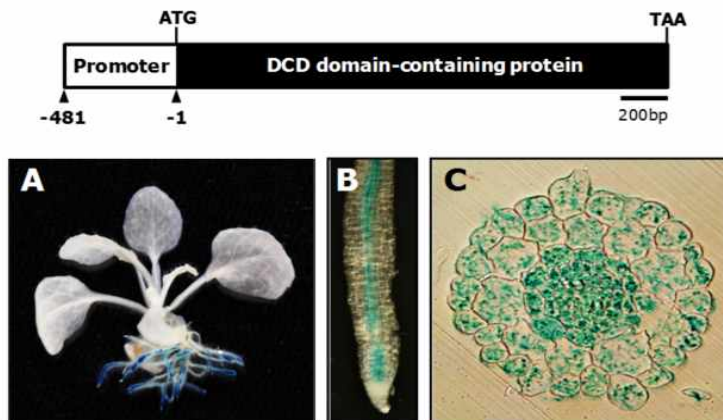 ATG TAA
Promoter DCD domain-containing protein
-481 -1 200bp
A B C